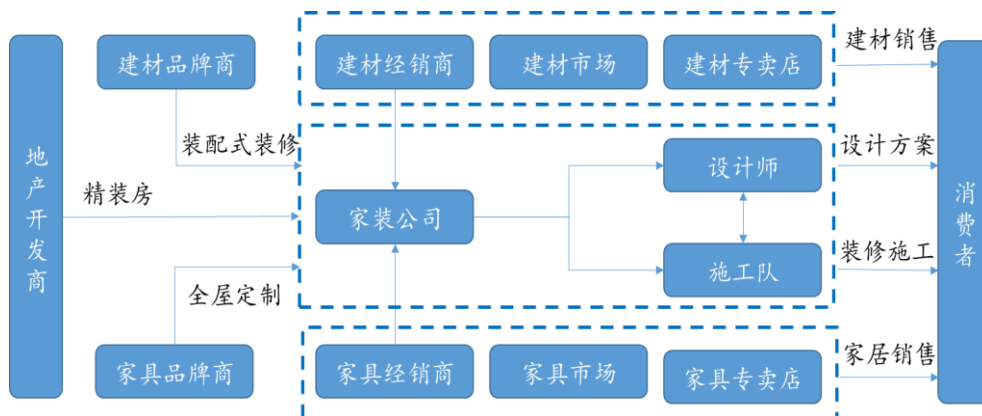 建材品牌商
建材经销商
建材市场
建材专卖店
建材销售
地产开发商
装配式装修
设计师
设计方案
精装房
家装公司
消费者
全屋定制
施工队
装修施工
家具品牌商
家具经销商
家具市场
家具专卖店
家居销售